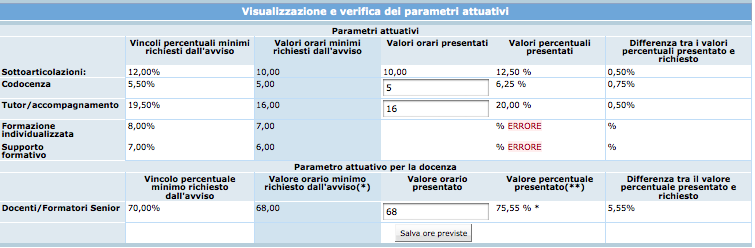 Visualizzazione e verifica dei parametri attuativi
Parametri attuativi
Vincoli percentuali minimi richiesti dall'avviso Valori orari minimi richiesti dall'avviso Valori orari presentati Valori percentuali presentati Differenza tra i valori percentuali presentato e richiesto
Sottoarticolazioni: 12,00% 10,00 10,00 12,50 % 0,50%
Codocenza 5,50% 5,00 5 6,25 % 0,75%
Tutor/accompagnamento 19,50% 16,00 16 20,00 % 0,50%
Formazione individualizzata 8,00% 7,00 % ERRORE %
Supporto formativo 7,00% 6,00 % ERRORE %
Parametro attuativo per la docenza
Vincolo percentuale minimo richiesto dall'avviso Valore orario minimo richiesto dall'avviso(*) Valore orario presentato Valore percentuale presentato(**) Differenza tra il valore percentuale presentato e richiesto
Docenti/Formatori Senior 70,00% 68,00 68 75,55 % * 5,55%
Salva ore previste